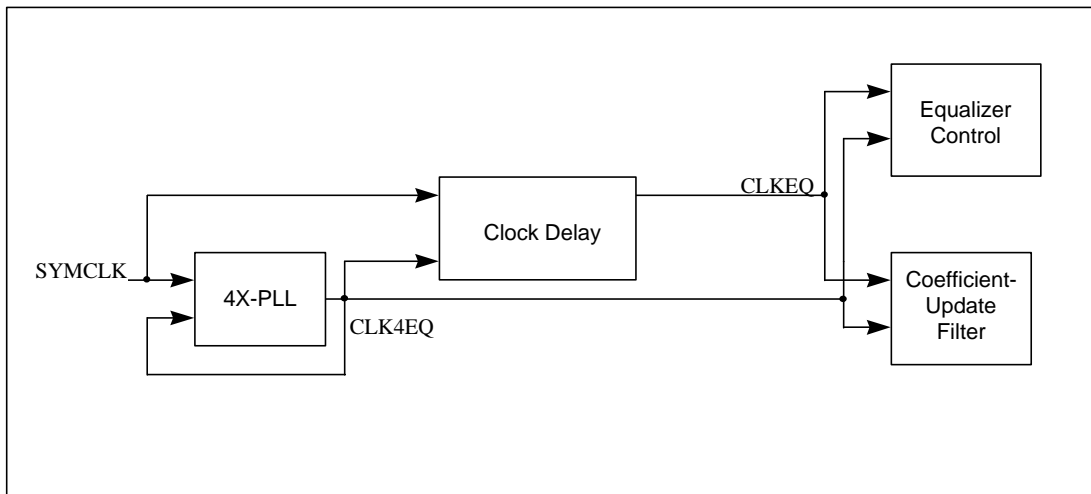 Equalizer
Control
CLKEQ
Clock Delay
SYMCLK
4X-PLL
CLK4EQ
Coefficient-
Update
Filter